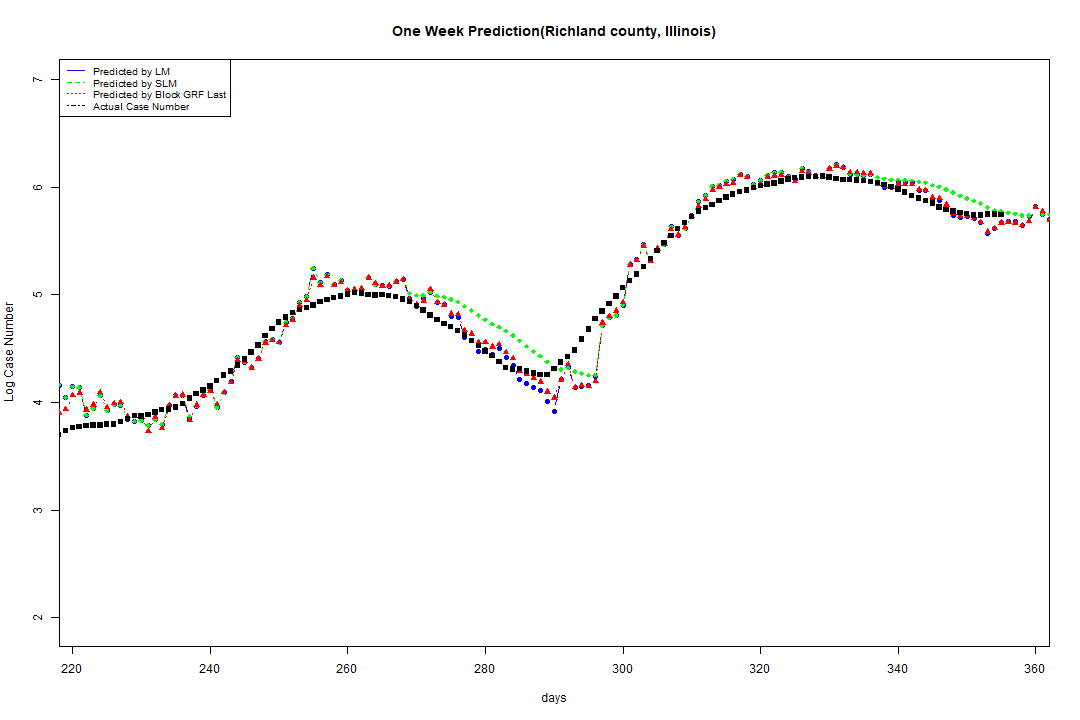 One Week Prediction(Richland county, Illinois)
Predicted by LM
Predicted by SLM
Predicted by Block GRF Last
Actual Case Number
7
6
5
4
3
2
Log Case Number
220 240 260 280 300 320 340 360
days